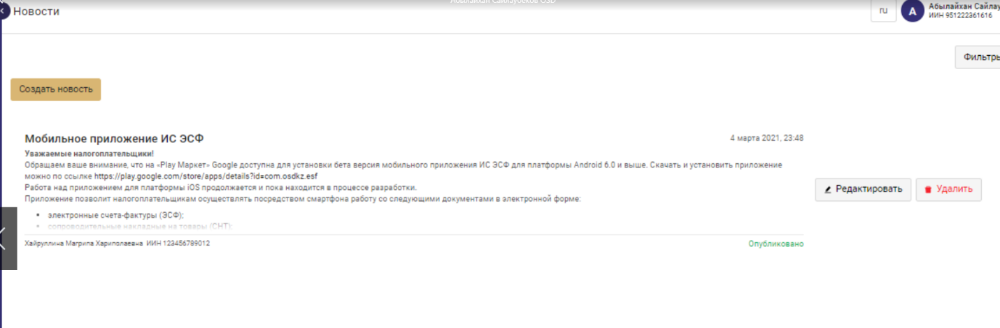 Абылайхан Сайлаубеков OSD
Новости
ru
А
Абылайхан Сайлау
ИИН 951222361616
Фильтры
Создать новость
Мобильное приложение ИС ЭСФ
4 марта 2021, 23:48
Уважаемые налогоплательщики!
Обращаем ваше внимание, что на «Play Маркет» Google доступна для установки бета версия мобильного приложения ИС ЭСФ для платформы Android 6.0 и выше. Скачать и установить приложение
можно по ссылке https://play.google.com/store/apps/details?id=com.osdkz.esf
Работа над приложением для платформы iOS продолжается и пока находится в процессе разработки.
Приложение позволит налогоплательщикам осуществлять посредством смартфона работу со следующими документами в электронной форме:
• электронные счета-фактуры (ЭСФ);
• сопроводительные накладные на товары (СНТ);
Редактировать
Удалить
Хайруллина Магрипа Хариполаевна ИИН 123456789012
Опубликовано